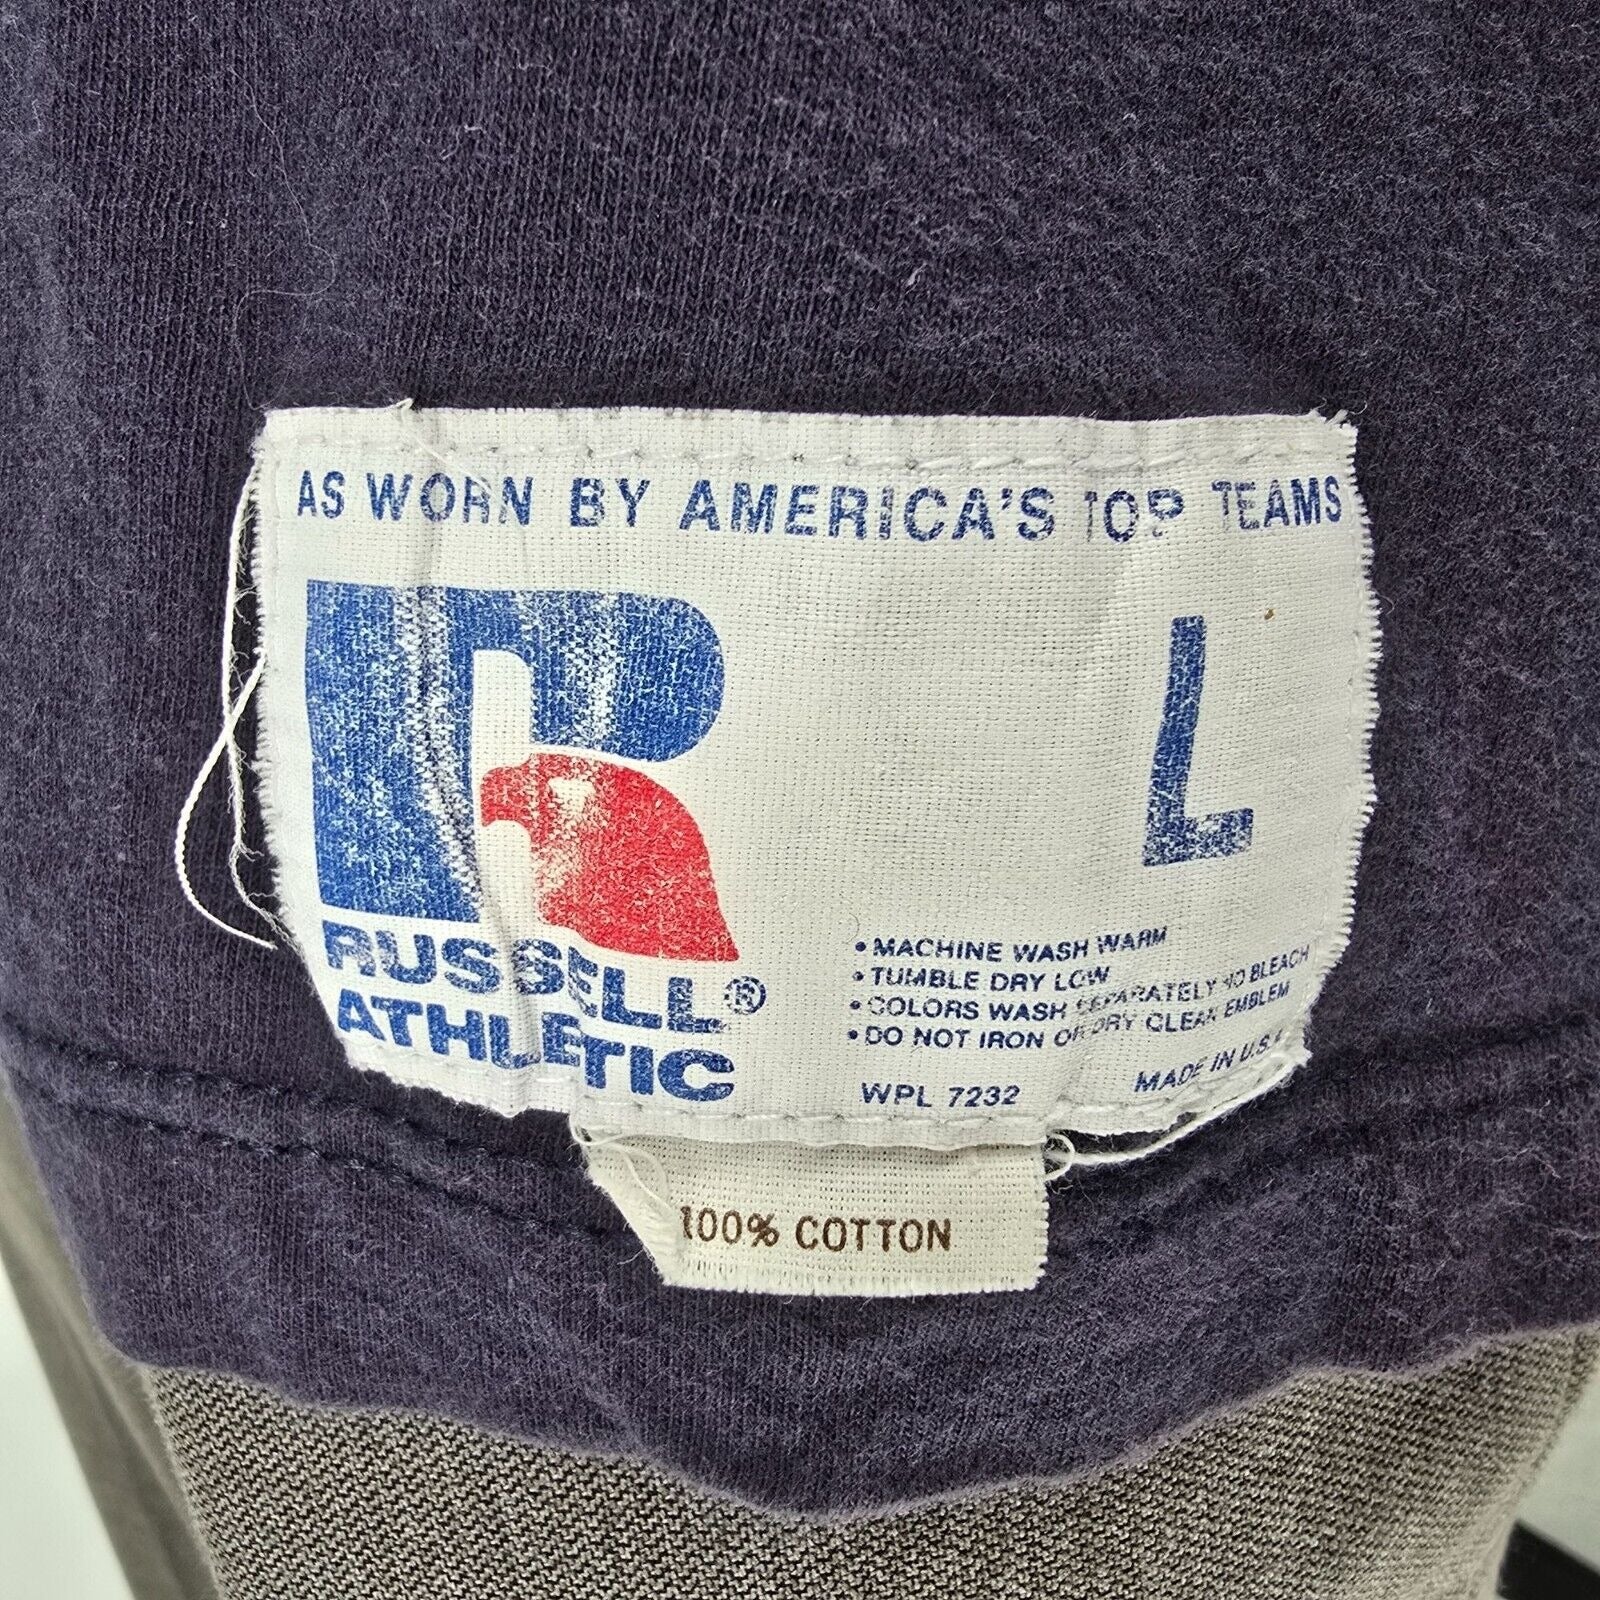 AS WORN BY AMERICA'S TOP TEAMS
L
RUSSELL®
ATHLETIC
• MACHINE WASH WARM
• TUMBLE DRY LOW
• COLORS WASH SEPARATELY NO BLEACH
• DO NOT IRON OR DRY CLEAN EMBLEM
WPL 7232
MADE IN U.S.A.
100% COTTON